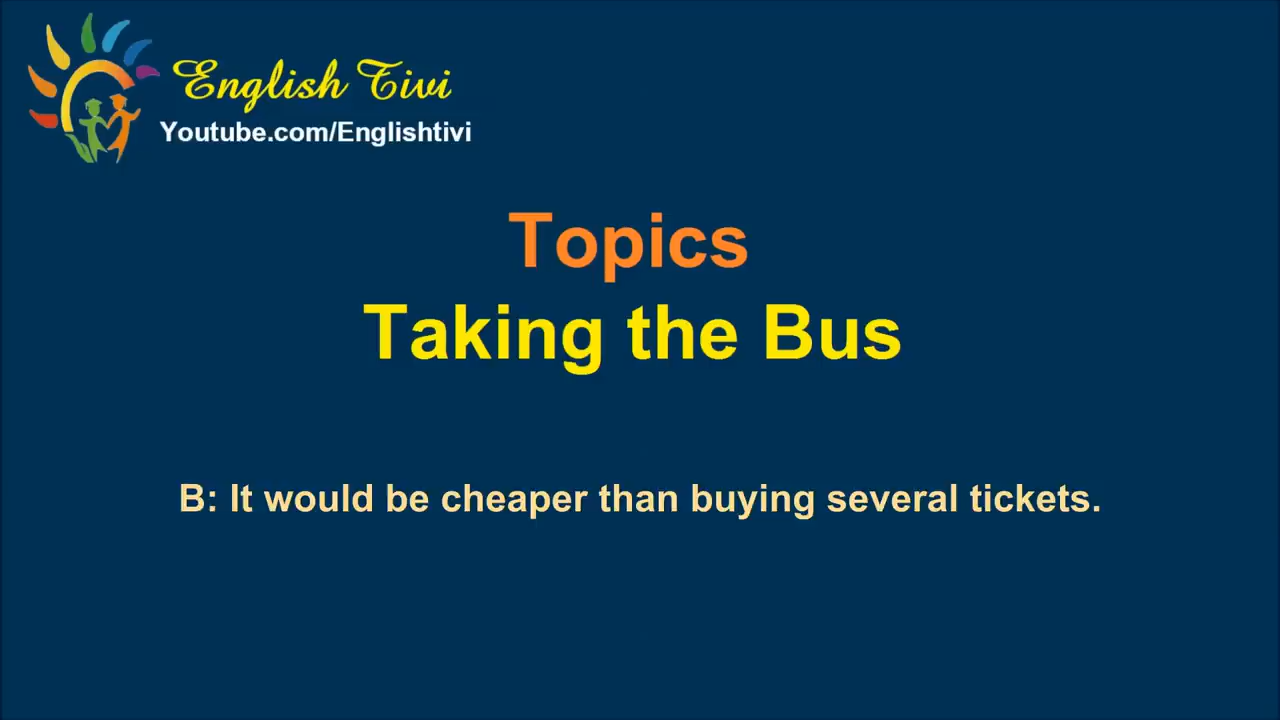 English Tivi
Youtube.com/Englishtivi
Topics
Taking the Bus
B: It would be cheaper than buying several tickets.